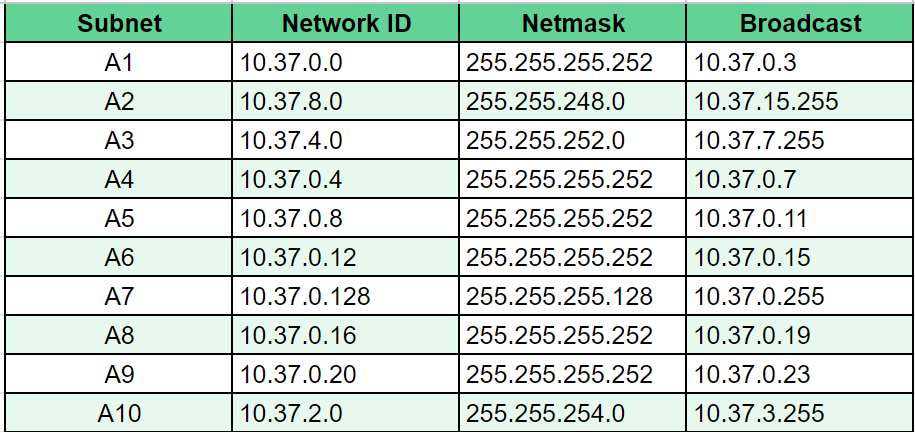 Subnet Network ID Netmask Broadcast
A1 10.37.0.0 255.255.255.252 10.37.0.3
A2 10.37.8.0 255.255.248.0 10.37.15.255
A3 10.37.4.0 255.255.252.0 10.37.7.255
A4 10.37.0.4 255.255.255.252 10.37.0.7
A5 10.37.0.8 255.255.255.252 10.37.0.11
A6 10.37.0.12 255.255.255.252 10.37.0.15
A7 10.37.0.128 255.255.255.128 10.37.0.255
A8 10.37.0.16 255.255.255.252 10.37.0.19
A9 10.37.0.20 255.255.255.252 10.37.0.23
A10 10.37.2.0 255.255.254.0 10.37.3.255